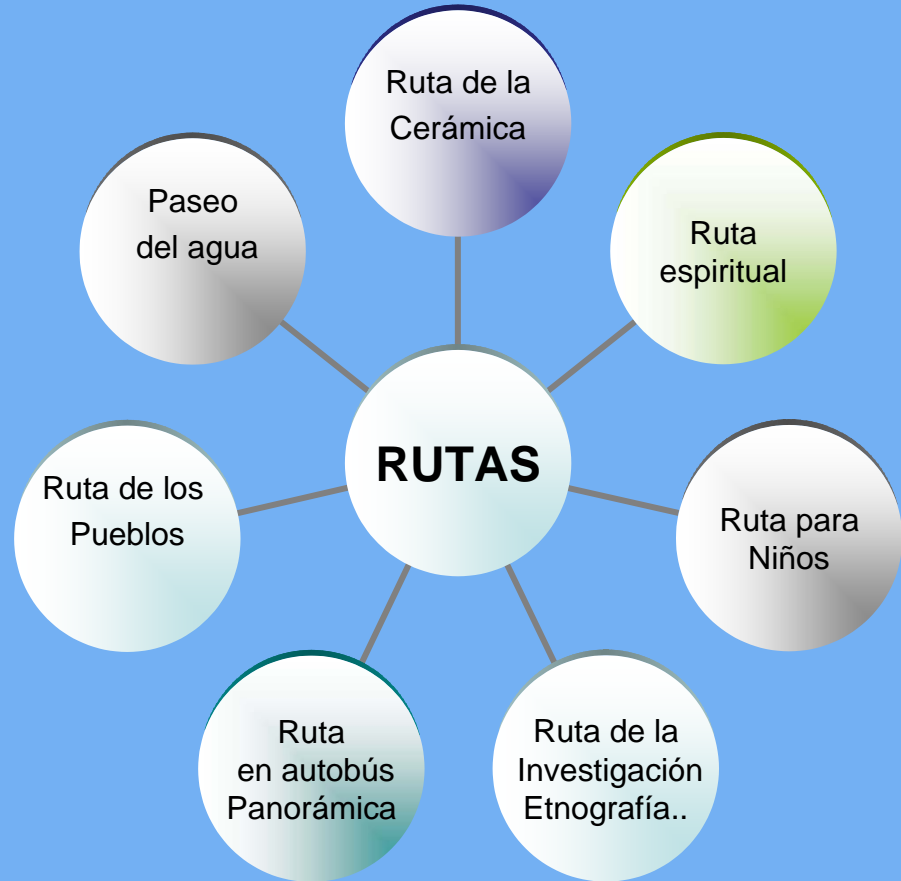 Ruta de la
Cerámica
Paseo
del agua
Ruta
espiritual
RUTAS
Ruta de los
Pueblos
Ruta para
Niños
Ruta
en autobús
Panorámica
Ruta de la
Investigación
Etnografía..